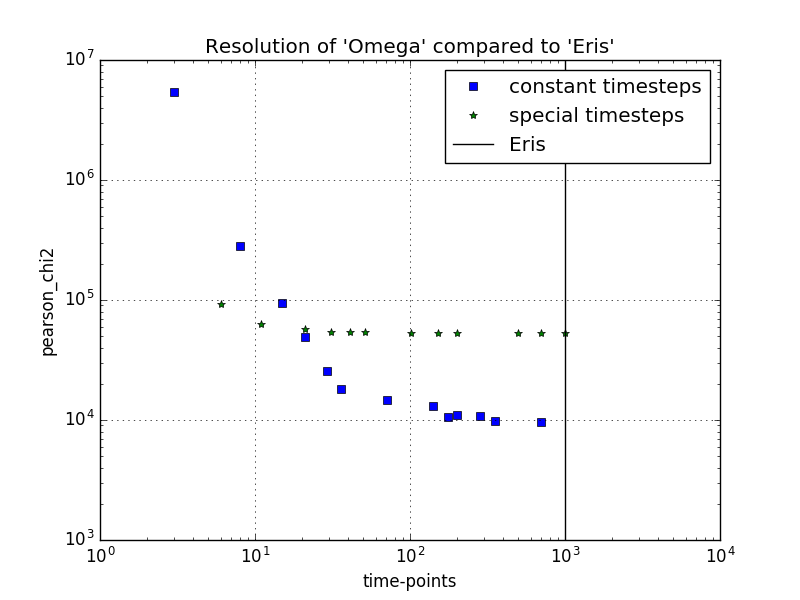 Resolution of 'Omega' compared to 'Eris'
constant timesteps
special timesteps
Eris
10^7
10^6
10^5
10^4
10^3
pearson_chi2
10^0 10^1 10^2 10^3 10^4
time-points